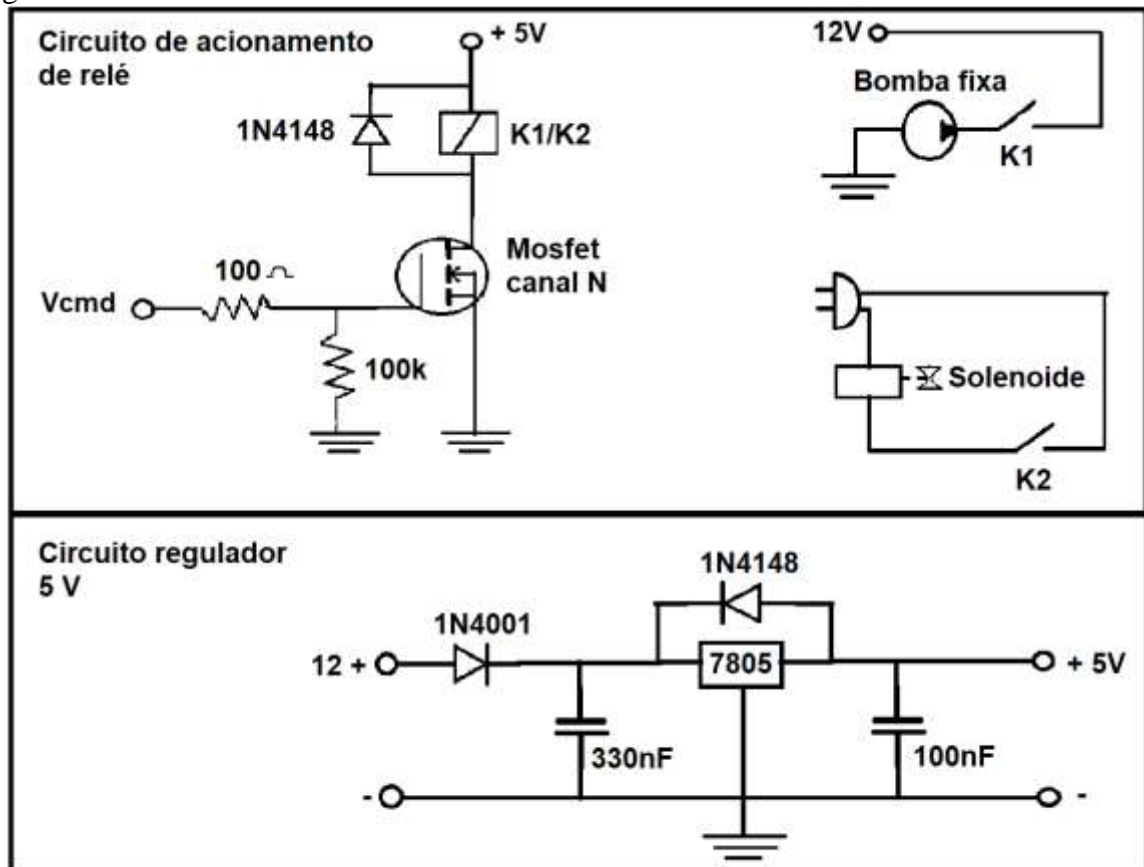 Circuito de acionamento
de relé
+ 5V
1N4148
K1/K2
Mosfet
canal N
100
Vcmd
100k
12V
Bomba fixa
K1
Solenoide
K2
Circuito regulador
5 V
1N4148
1N4001
12 +
7805
+ 5V
330nF
100nF
-
-